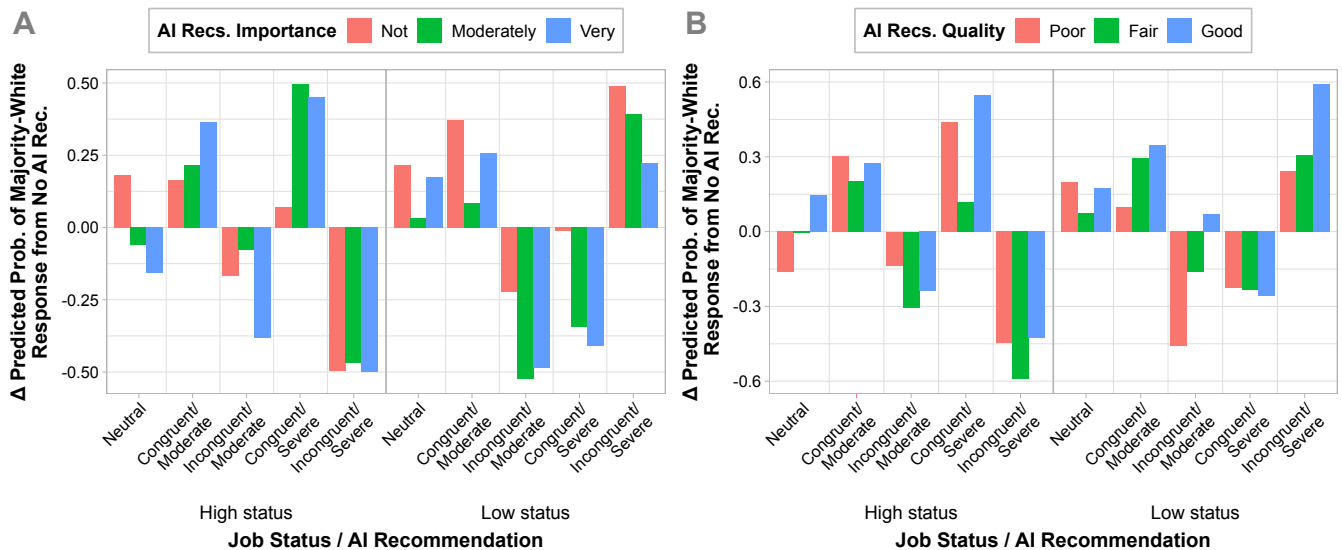 A
AI Recs. Importance Not Moderately Very
Δ Predicted Prob. of Majority-White
Response from No AI Rec.
0.50
0.25
0.00
-0.25
-0.50
Neutral
Congruent/
Moderate
Incongruent/
Moderate
Congruent/
Severe
Incongruent/
Severe
Neutral
Congruent/
Moderate
Incongruent/
Moderate
Congruent/
Severe
Incongruent/
Severe
High status Low status
Job Status / AI Recommendation
B
AI Recs. Quality Poor Fair Good
Δ Predicted Prob. of Majority-White
Response from No AI Rec.
0.6
0.3
0.0
-0.3
-0.6
Neutral
Congruent/
Moderate
Incongruent/
Moderate
Congruent/
Severe
Incongruent/
Severe
Neutral
Congruent/
Moderate
Incongruent/
Moderate
Congruent/
Severe
Incongruent/
Severe
High status Low status
Job Status / AI Recommendation